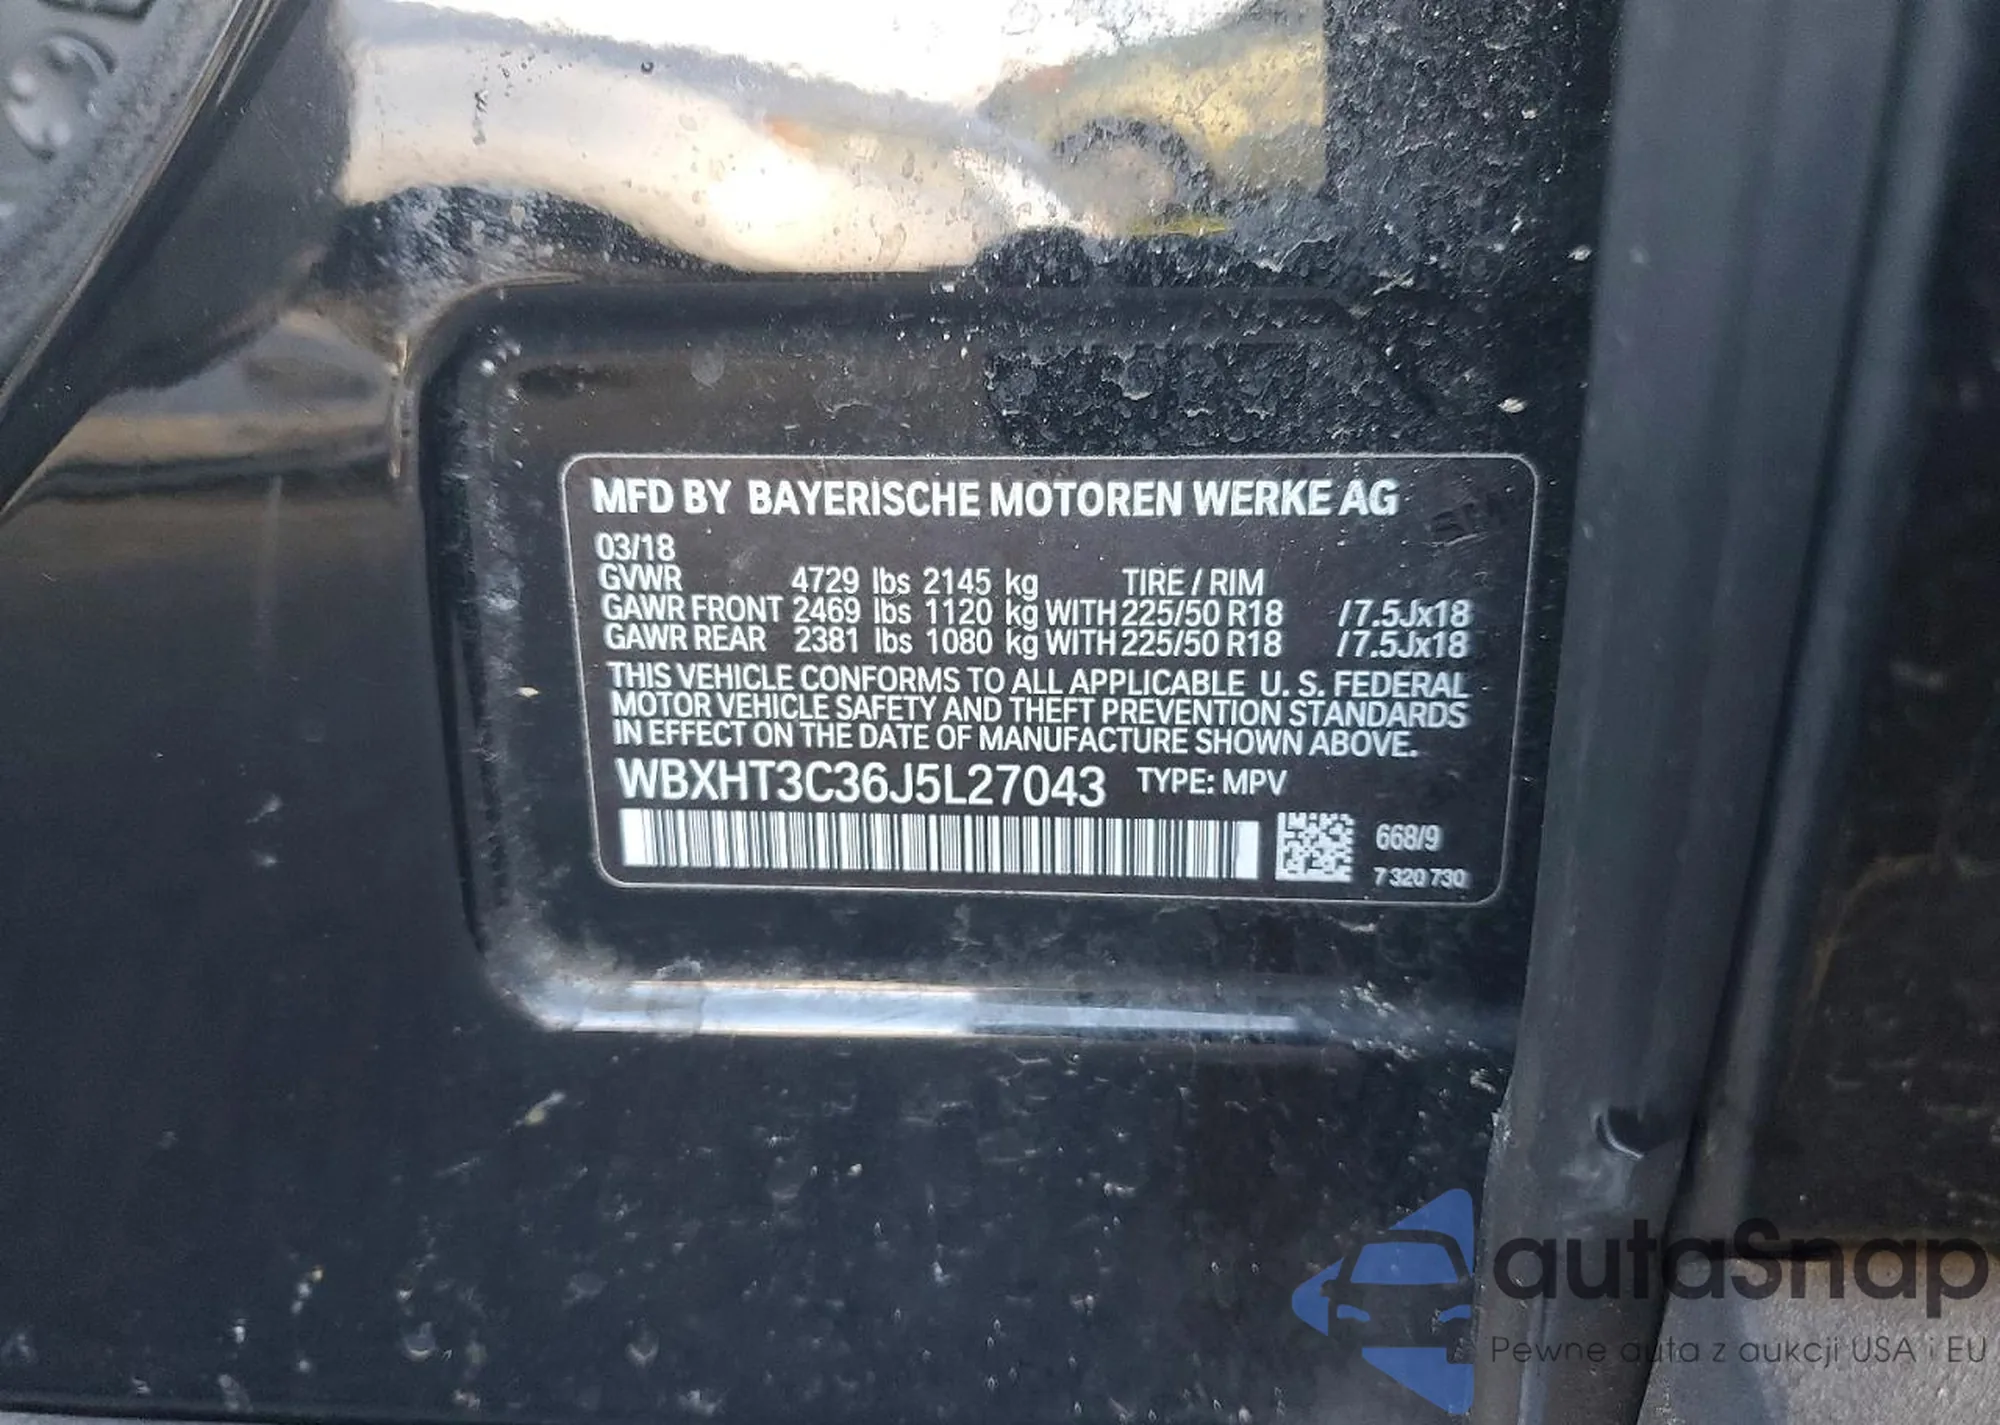 MFD BY BAYERISCHE MOTOREN WERKE AG
03/18
GVWR 4729 lbs 2145 kg TIRE / RIM
GAWR FRONT 2469 lbs 1120 kg WITH 225/50 R18 / 7.5Jx18
GAWR REAR 2381 lbs 1080 kg WITH 225/50 R18 / 7.5Jx18
THIS VEHICLE CONFORMS TO ALL APPLICABLE U. S. FEDERAL
MOTOR VEHICLE SAFETY AND THEFT PREVENTION STANDARDS
IN EFFECT ON THE DATE OF MANUFACTURE SHOWN ABOVE.
WBXHT3C36J5L27043 TYPE: MPV
668/9
7 320 730
autaSnap
Pewne auta z aukcji USA i EU